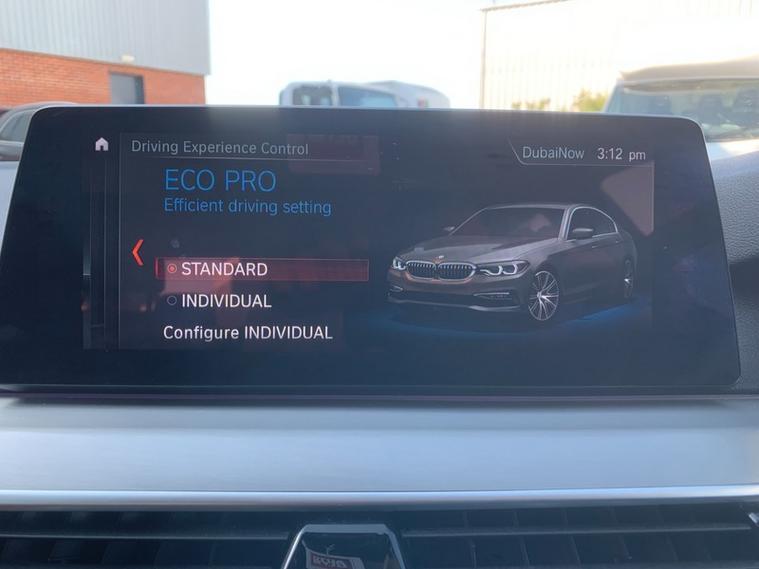 Driving Experience Control
DubaiNow 3:12 pm
ECO PRO
Efficient driving setting
STANDARD
INDIVIDUAL
Configure INDIVIDUAL